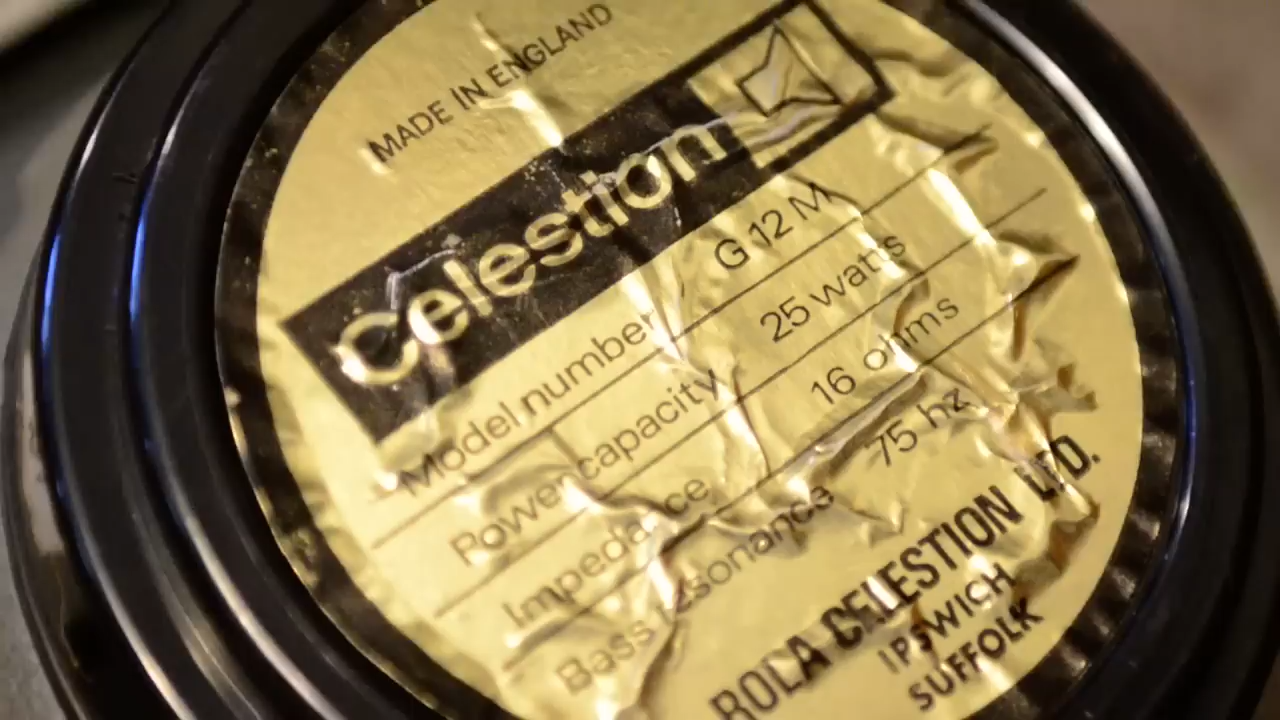 MADE IN ENGLAND
Celestion
Model number G 12 M
Power capacity 25 watts
Impedance 16 ohms
Bass resonance 75 hz
ROLA CELESTION LTD.
IPSWICH
SUFFOLK